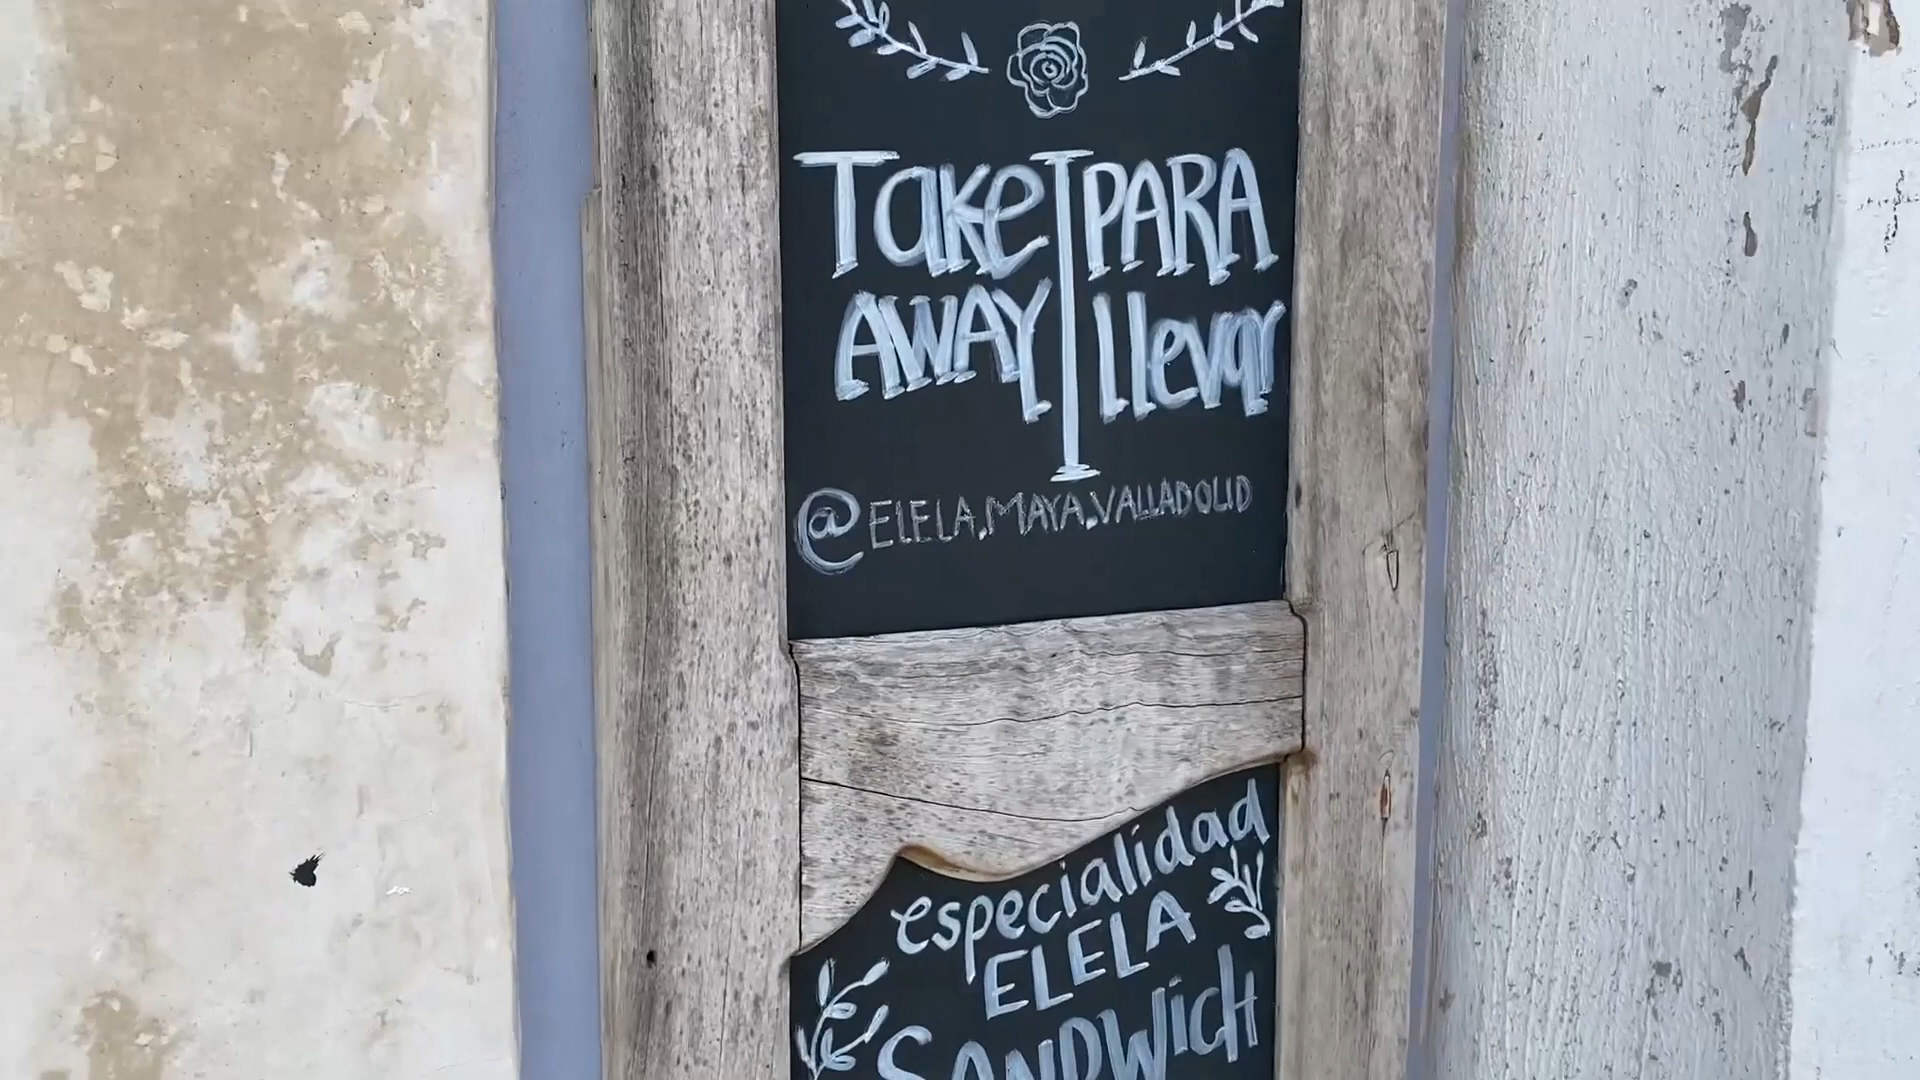 Take AWAY
PARA llevar
@ELELA.MAYA.VALLADOLID
especialidad
ELELA
SANDWicH